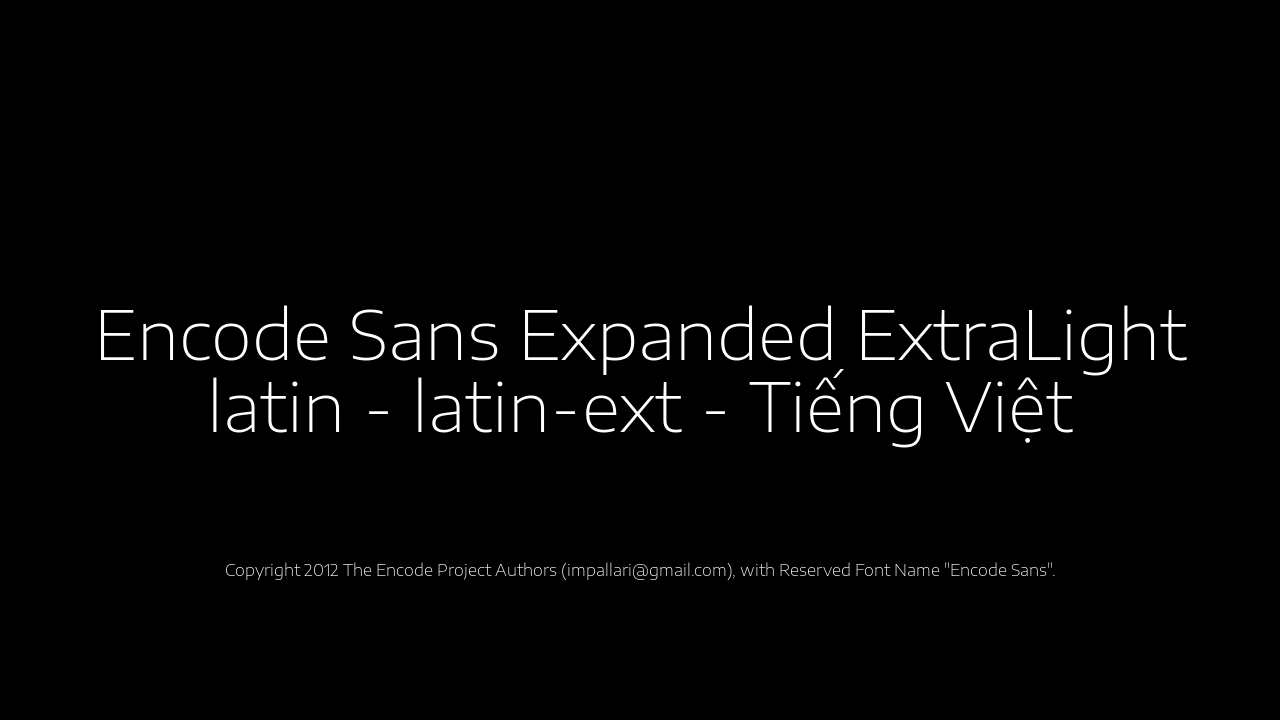 Encode Sans Expanded ExtraLight
latin - latin-ext - Tiếng Việt
Copyright 2012 The Encode Project Authors (impallari@gmail.com), with Reserved Font Name "Encode Sans".